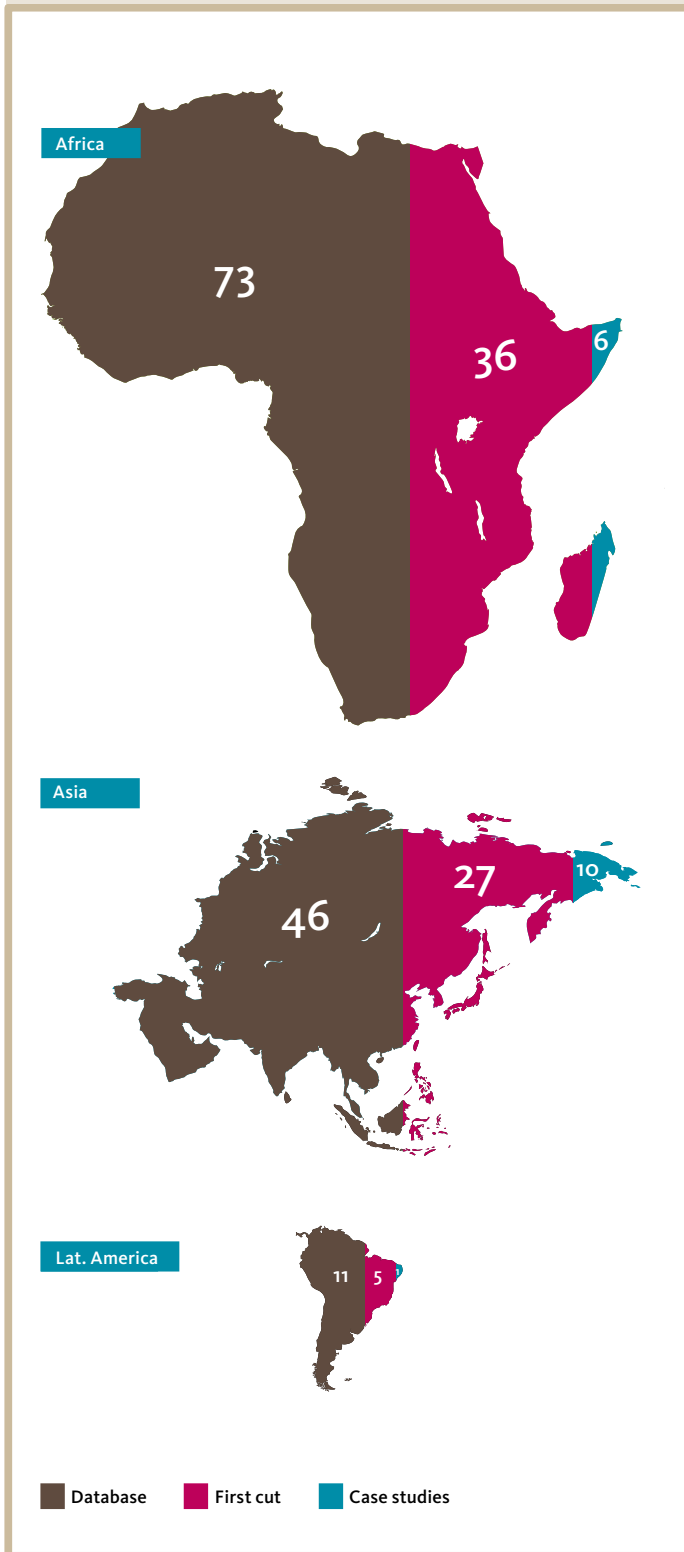 Africa
73
36
6
Asia
46
27
10
Lat. America
11
5
1
Database
First cut
Case studies